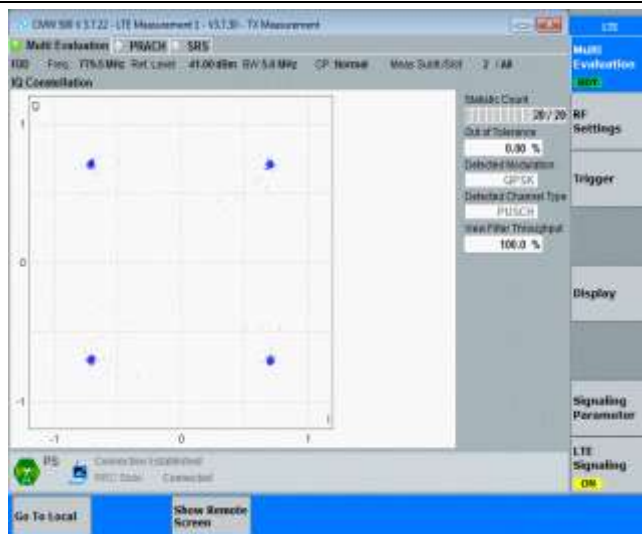 CMW 500 V 3.7.22 - LTE Measurement 1 - V3.7.30 - TX Measurement
LTE
Multi Evaluation PRACH SRS
FDD Freq. 779.5 MHz Ref. Level 41.00 dBm BW 5.0 MHz CP Normal Meas Subfr./Slot 2 / All
IQ Constellation
Q
1
0
-1
-1 0 1
I
Statistic Count
20 / 20
Out of Tolerance
0.00 %
Detected Modulation
QPSK
Detected Channel Type
PUSCH
View Filter Throughput
100.0 %
Multi
Evaluation
RDY
RF
Settings
Trigger
Display
Signaling
Parameter
LTE
Signaling
ON
PS
Connection Established
RRC State Connected
Go To Local
Show Remote
Screen